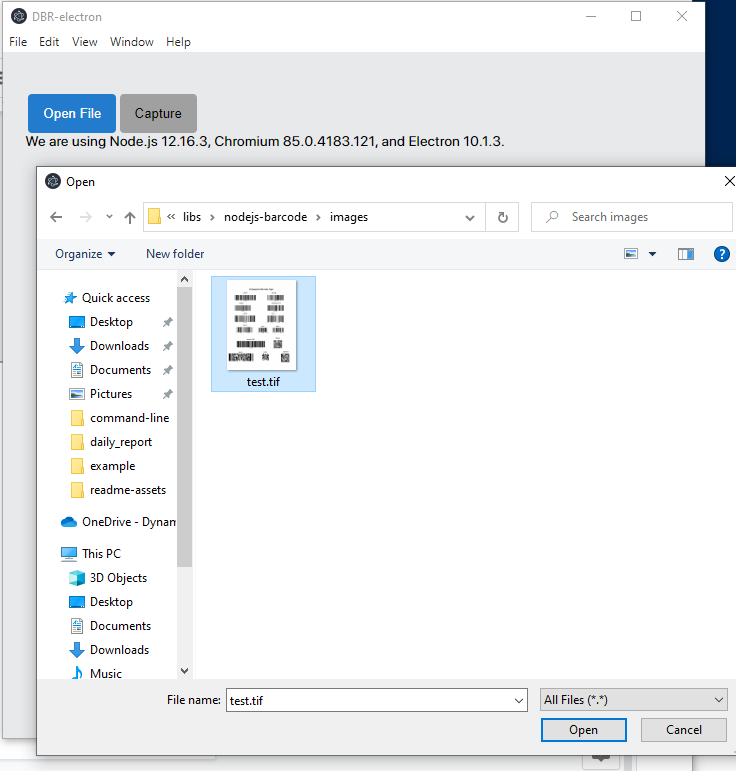 DBR-electron
File Edit View Window Help
Open File Capture
We are using Node.js 12.16.3, Chromium 85.0.4183.121, and Electron 10.1.3.
Open
« libs › nodejs-barcode › images
Search images
Organize New folder
Quick access
Desktop
Downloads
Documents
Pictures
command-line
daily_report
example
readme-assets
OneDrive - Dynam
This PC
3D Objects
Desktop
Documents
Downloads
Music
test.tif
File name: test.tif All Files (*.*)
Open Cancel